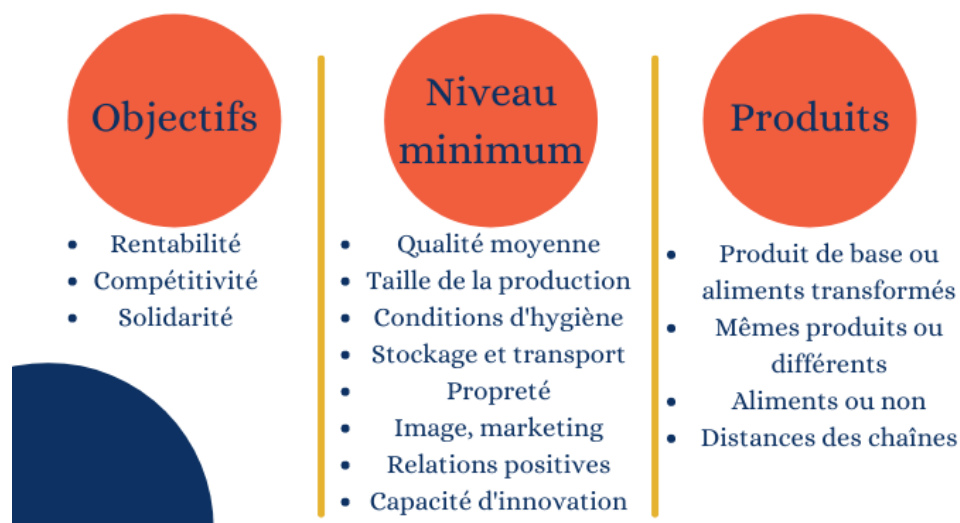 Objectifs
• Rentabilité
• Compétitivité
• Solidarité
Niveau
minimum
• Qualité moyenne
• Taille de la production
• Conditions d'hygiène
• Stockage et transport
• Propreté
• Image, marketing
• Relations positives
• Capacité d'innovation
Produits
• Produit de base ou
aliments transformés
• Mêmes produits ou
différents
• Aliments ou non
• Distances des chaînes